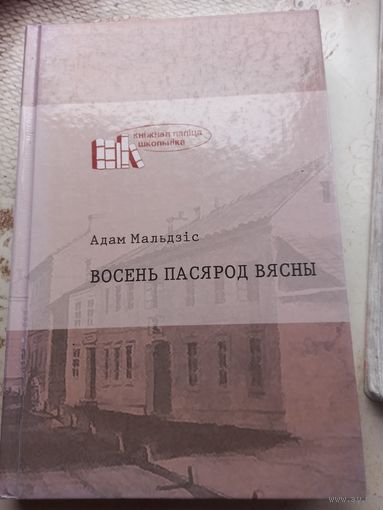 кніжная паліца
школьніка
Адам Мальдзіс
ВОСЕНЬ ПАСЯРОД ВЯСНЫ